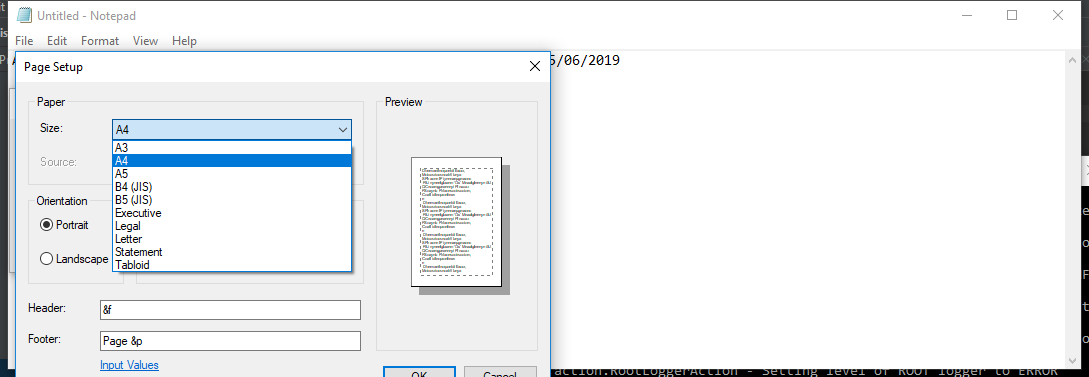 Untitled - Notepad
File Edit Format View Help
5/06/2019
Page Setup
Paper
Size: A4
A3
A4
A5
B4 (JIS)
B5 (JIS)
Executive
Legal
Letter
Statement
Tabloid
Source:
Orientation
Portrait
Landscape
Header: &f
Footer: Page &p
Input Values
OK Cancel
Preview
action.RootLoggerAction - Setting level of ROOT logger to ERROR